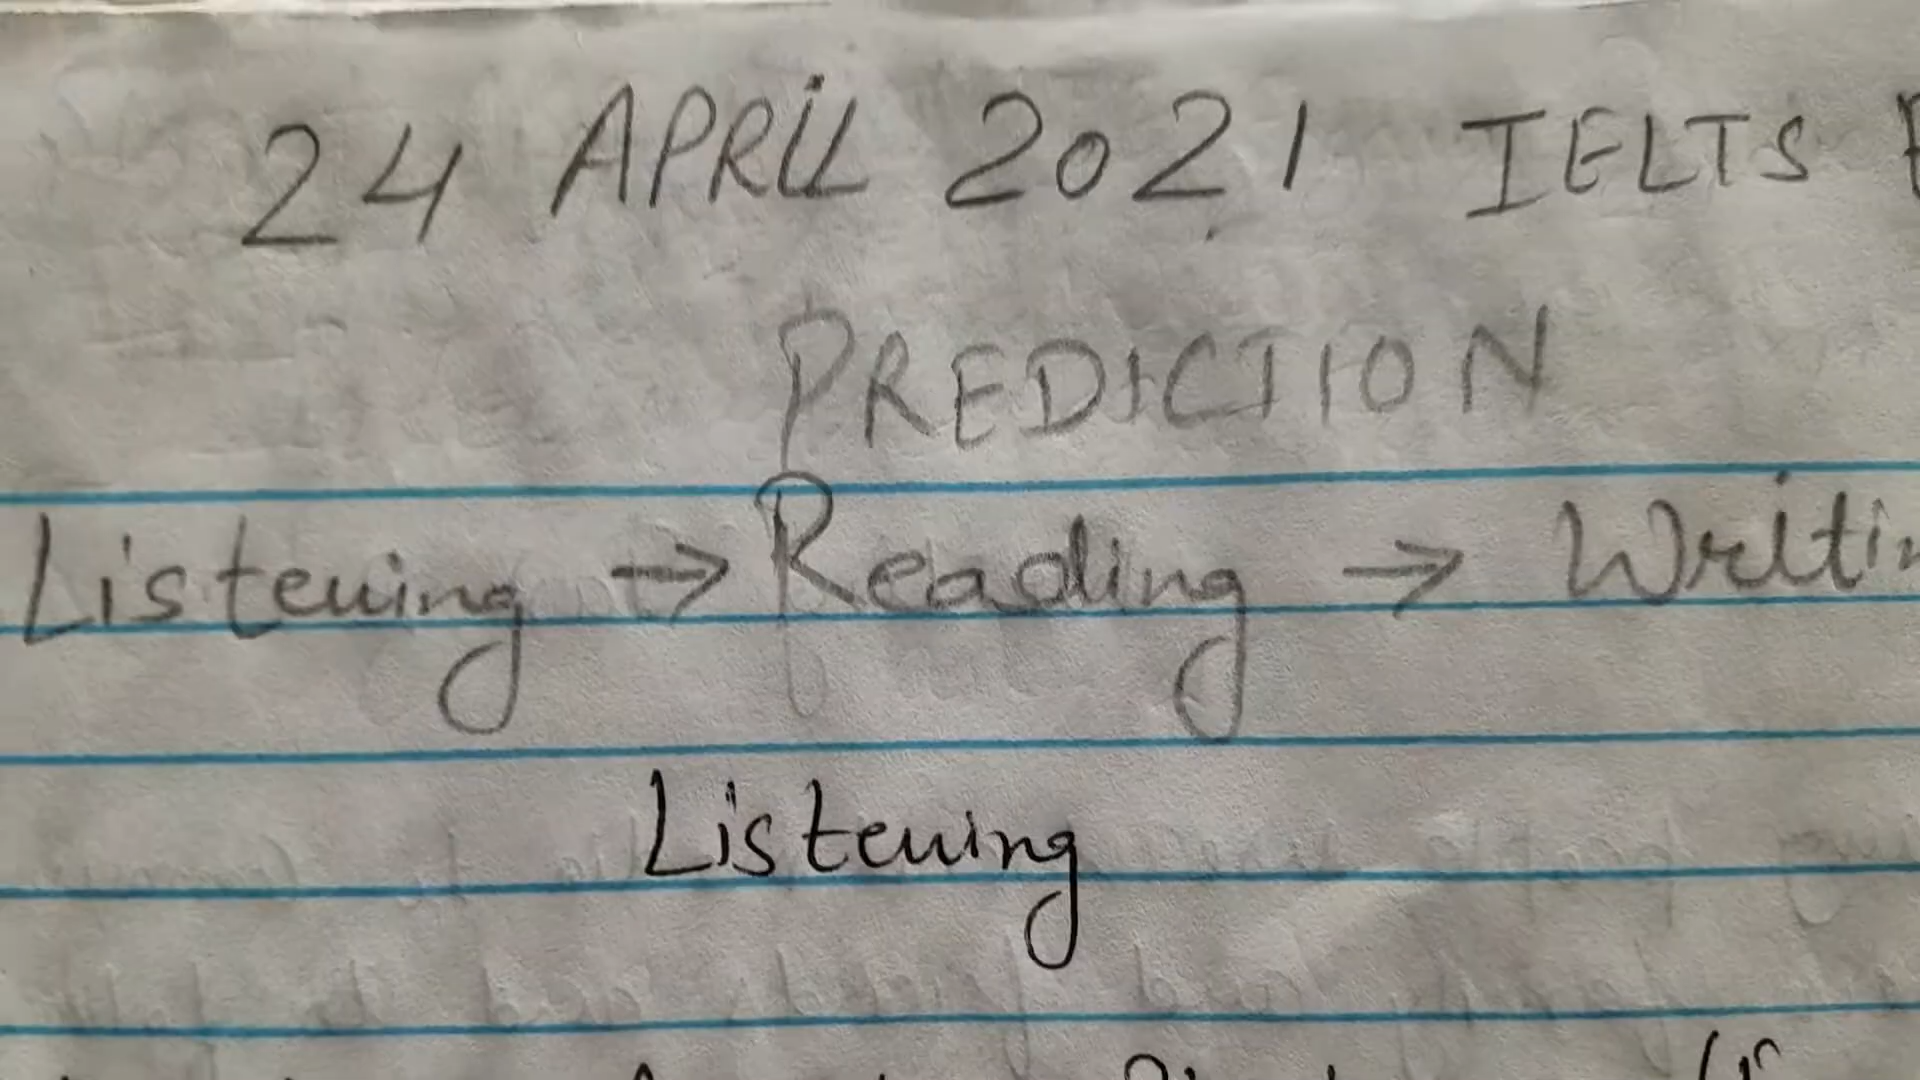 24 APRiL 2021 IELTS
PREDICTION
Listening → Reading → Writin
Listening